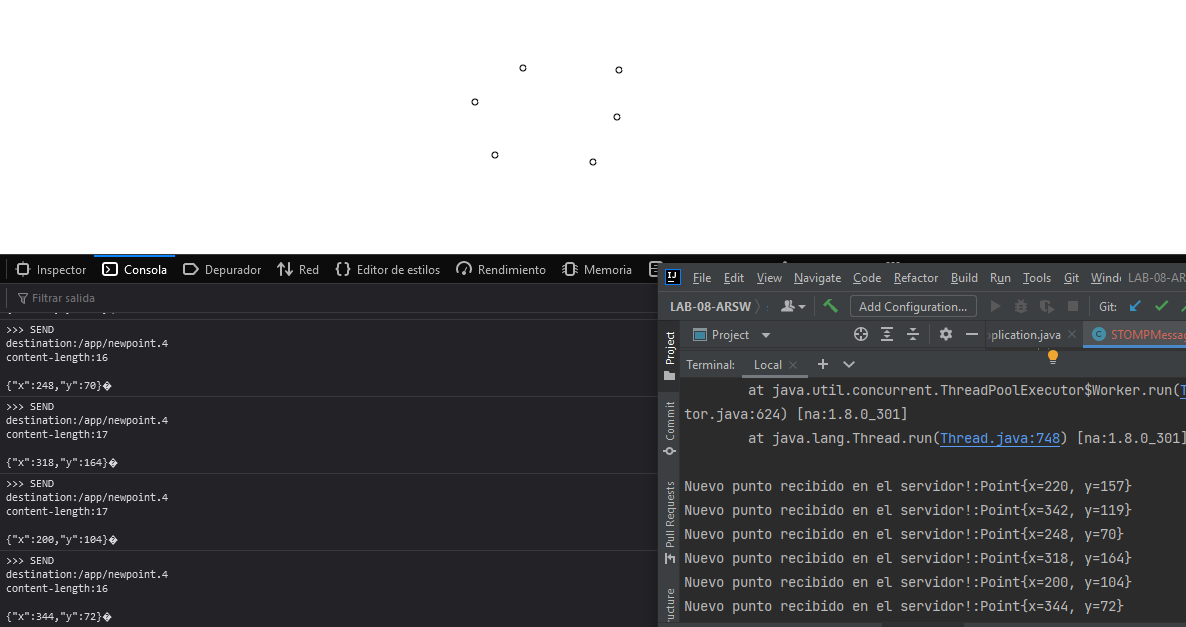 Inspector Consola Depurador Red Editor de estilos Rendimiento Memoria
Filtrar salida
>>> SEND
destination:/app/newpoint.4
content-length:16
{"x":248,"y":70}�
>>> SEND
destination:/app/newpoint.4
content-length:17
{"x":318,"y":164}�
>>> SEND
destination:/app/newpoint.4
content-length:17
{"x":200,"y":104}�
>>> SEND
destination:/app/newpoint.4
content-length:16
{"x":344,"y":72}�
IJ File Edit View Navigate Code Refactor Build Run Tools Git Wind LAB-08-AR
LAB-08-ARSW Add Configuration... Git:
Project plication.java STOMPMessa
Project
Commit
Pull Requests
ucture
Terminal: Local
at java.util.concurrent.ThreadPoolExecutor$Worker.run(T
tor.java:624) [na:1.8.0_301]
at java.lang.Thread.run(Thread.java:748) [na:1.8.0_301]
Nuevo punto recibido en el servidor!:Point{x=220, y=157}
Nuevo punto recibido en el servidor!:Point{x=342, y=119}
Nuevo punto recibido en el servidor!:Point{x=248, y=70}
Nuevo punto recibido en el servidor!:Point{x=318, y=164}
Nuevo punto recibido en el servidor!:Point{x=200, y=104}
Nuevo punto recibido en el servidor!:Point{x=344, y=72}